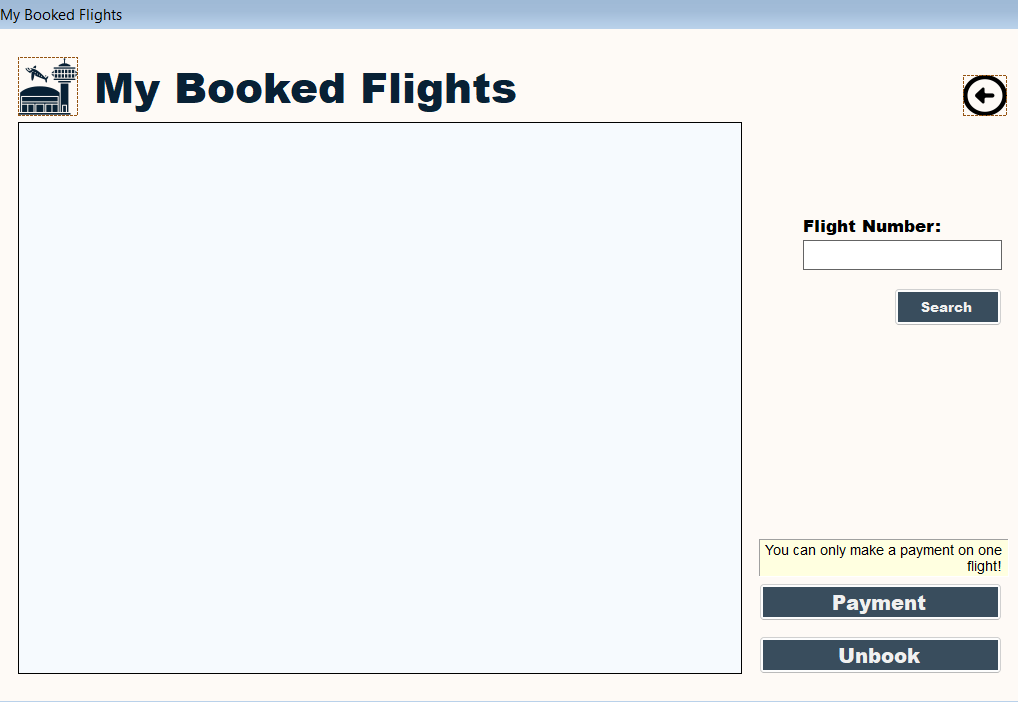 My Booked Flights
My Booked Flights
Flight Number:
Search
You can only make a payment on one
flight!
Payment
Unbook